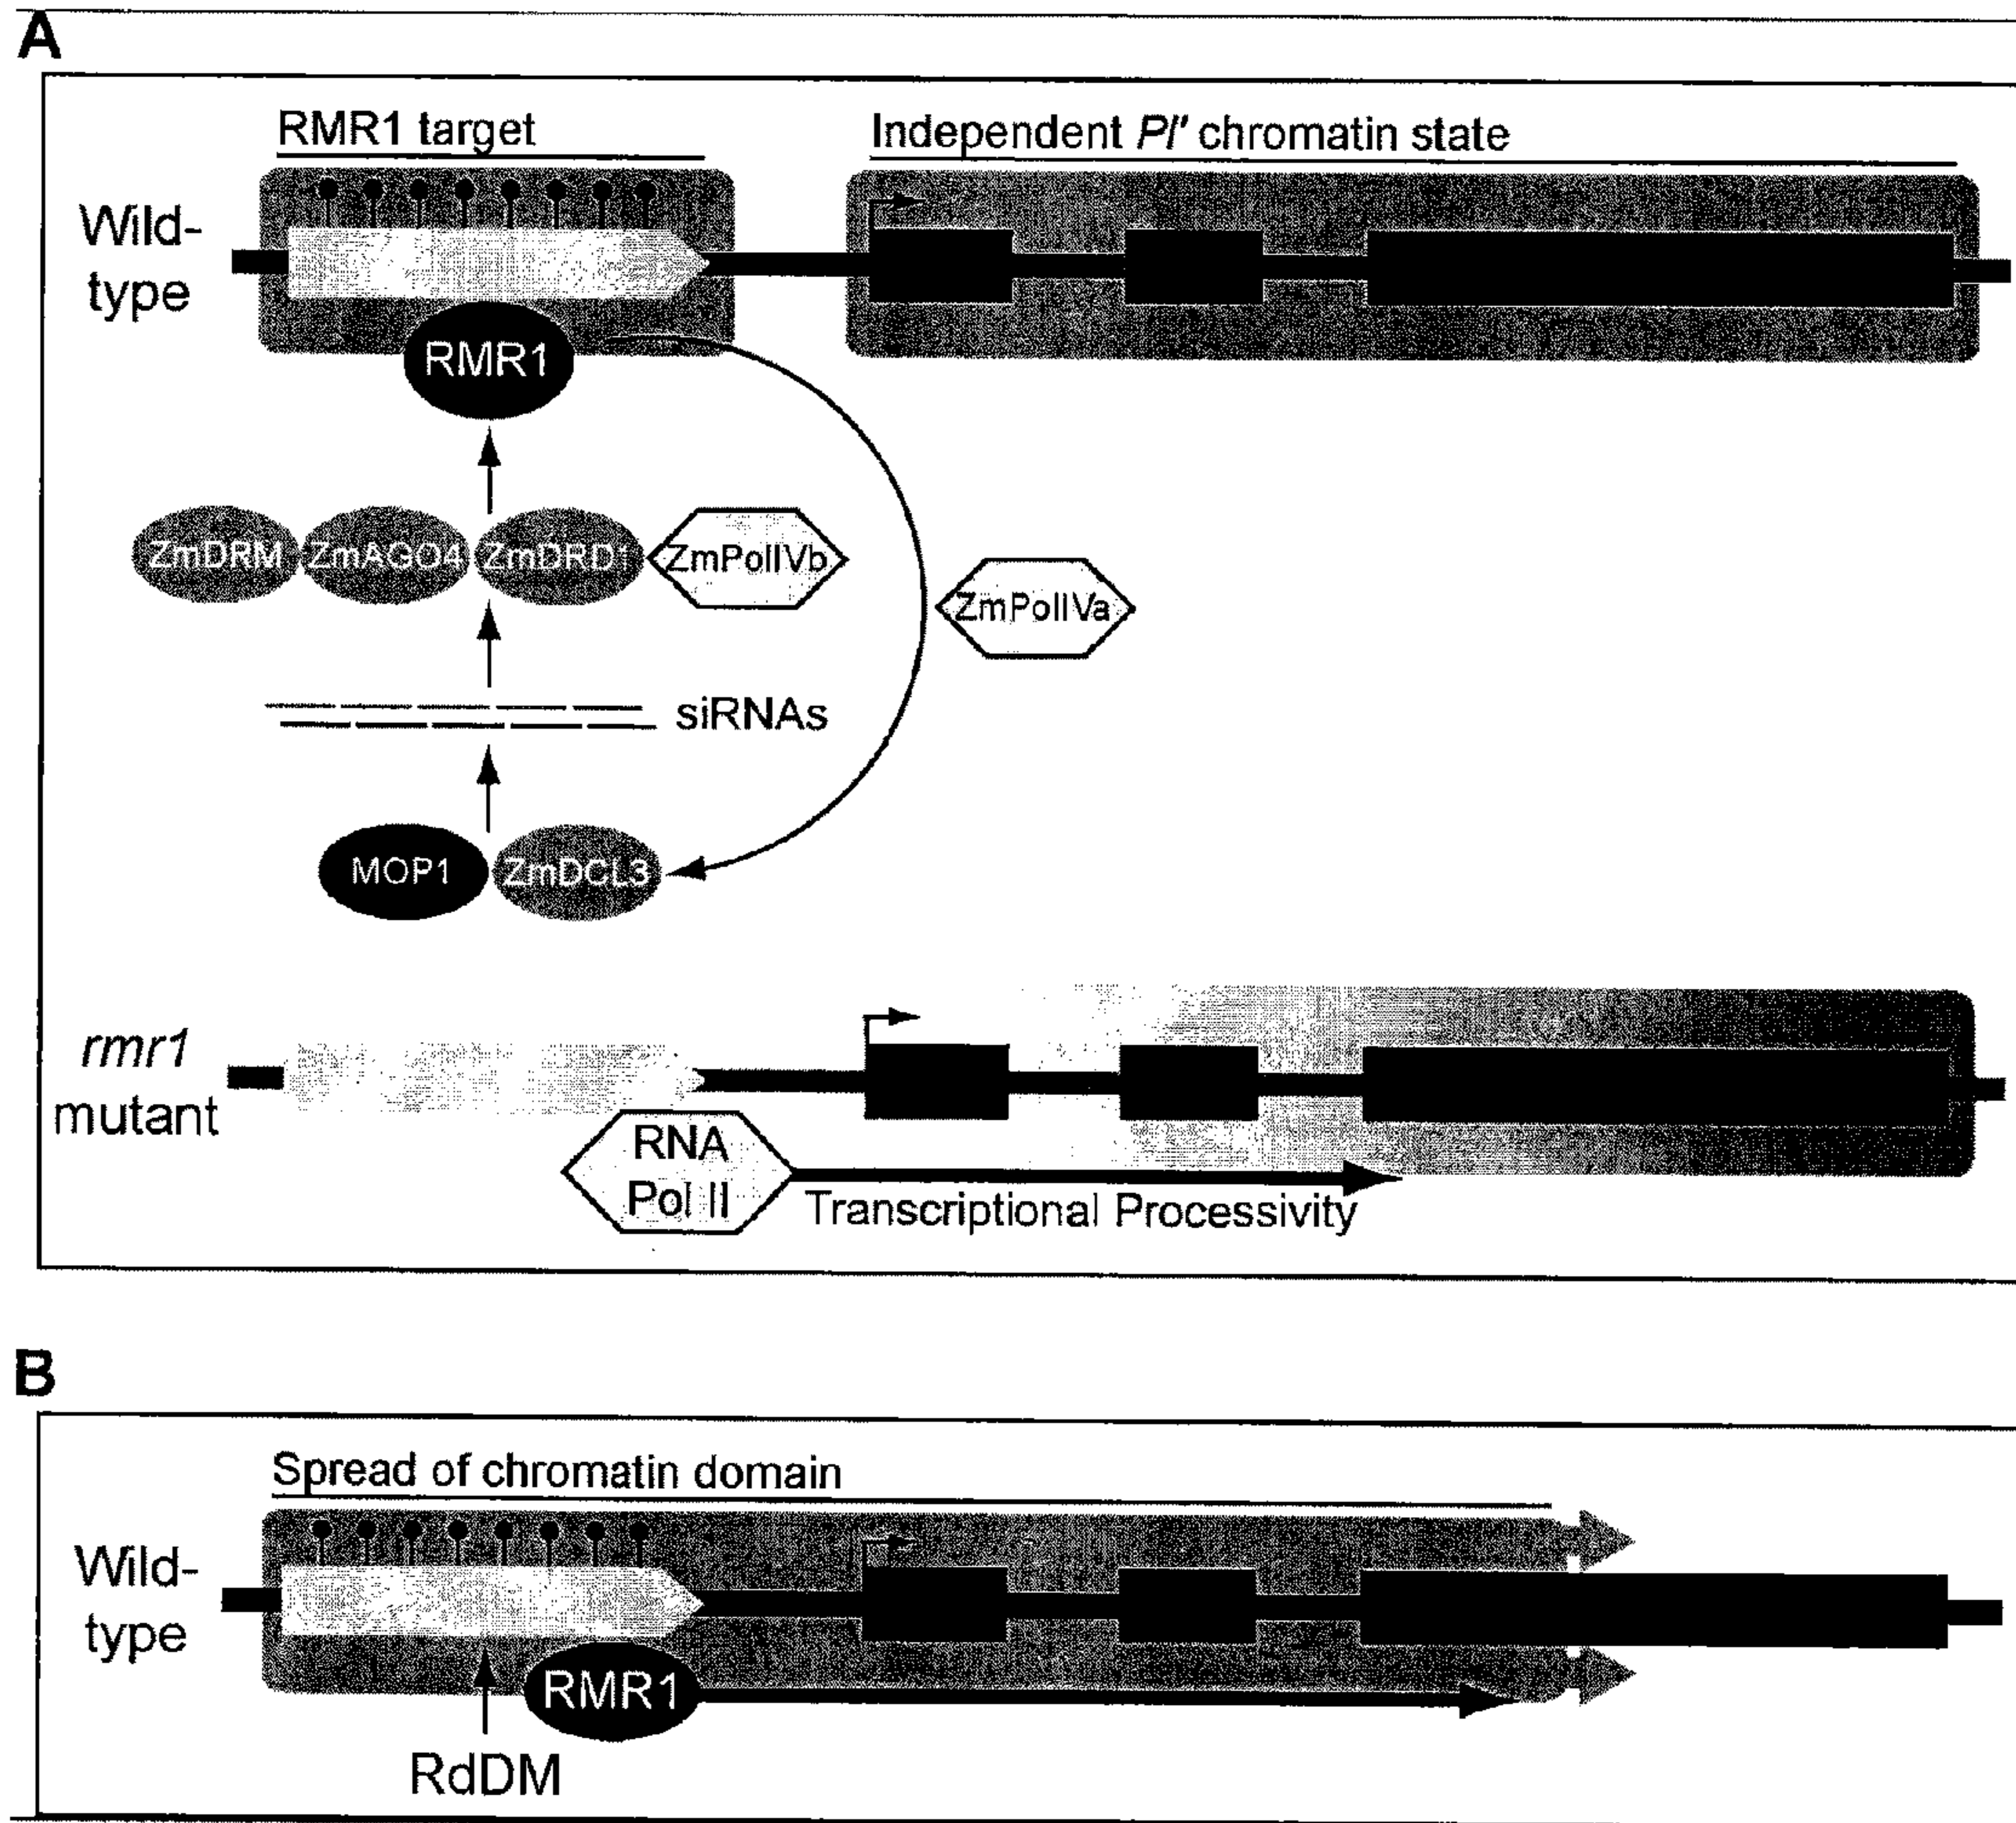 A
RMR1 target
Independent Pl' chromatin state
Wild-
type
RMR1
ZmDRM
ZmAGO4
ZmDRD1
ZmPolIVb
ZmPolIVa
siRNAs
MOP1
ZmDCL3
rmr1
mutant
RNA
Pol II
Transcriptional Processivity
B
Spread of chromatin domain
Wild-
type
RMR1
RdDM